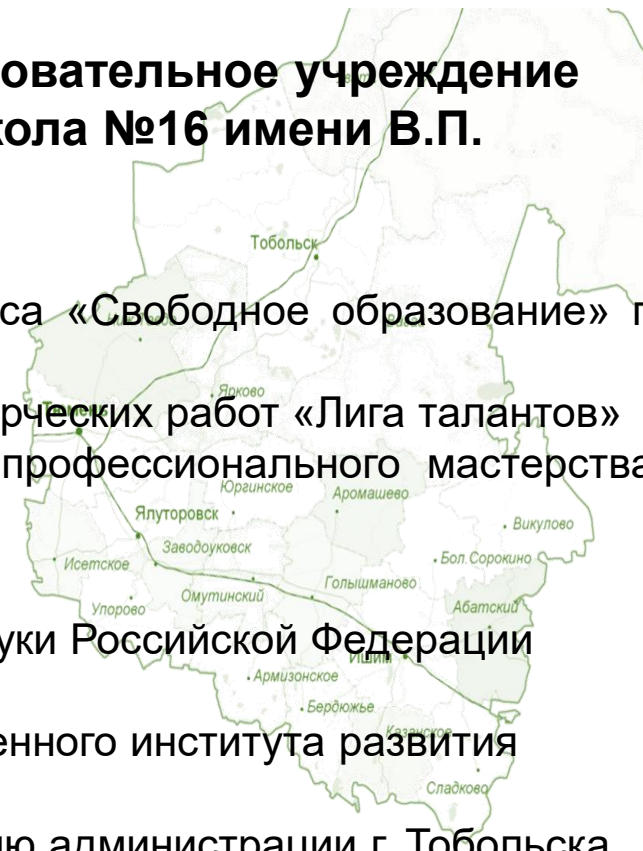 овательное учреждение
кола №16 имени В.П.
Тобольск
са «Свободное образование» п
Ярково
рческих работ «Лига талантов»
профессионального мастерства
Юргинское Аромашево
Ялуторовск
Викулово
Заводоуковск
Исетское
Бол.Сорокино
Голышманово
Омутинский
Упорово
Абатский
уки Российской Федерации
Ишим
Армизонское
Бердюжье
Казанское
енного института развития
Сладково
ю администрации г. Тобольска